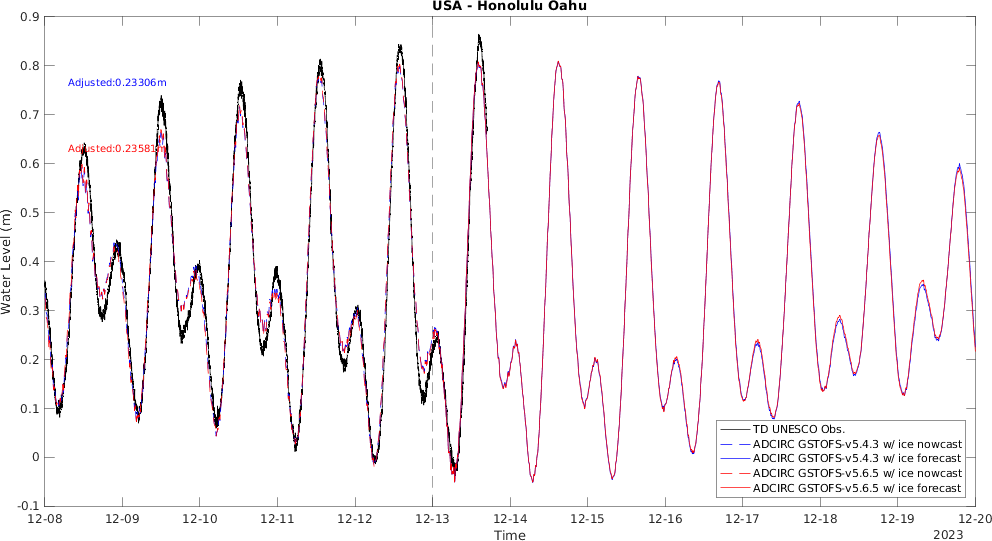 USA - Honolulu Oahu
0.9
0.8
0.7
0.6
0.5
0.4
0.3
0.2
0.1
0
-0.1
Water Level (m)
Adjusted:0.23306m
Adjusted:0.23581m
TD UNESCO Obs.
ADCIRC GSTOFS-v5.4.3 w/ ice nowcast
ADCIRC GSTOFS-v5.4.3 w/ ice forecast
ADCIRC GSTOFS-v5.6.5 w/ ice nowcast
ADCIRC GSTOFS-v5.6.5 w/ ice forecast
12-08 12-09 12-10 12-11 12-12 12-13 12-14 12-15 12-16 12-17 12-18 12-19 12-20
Time
2023